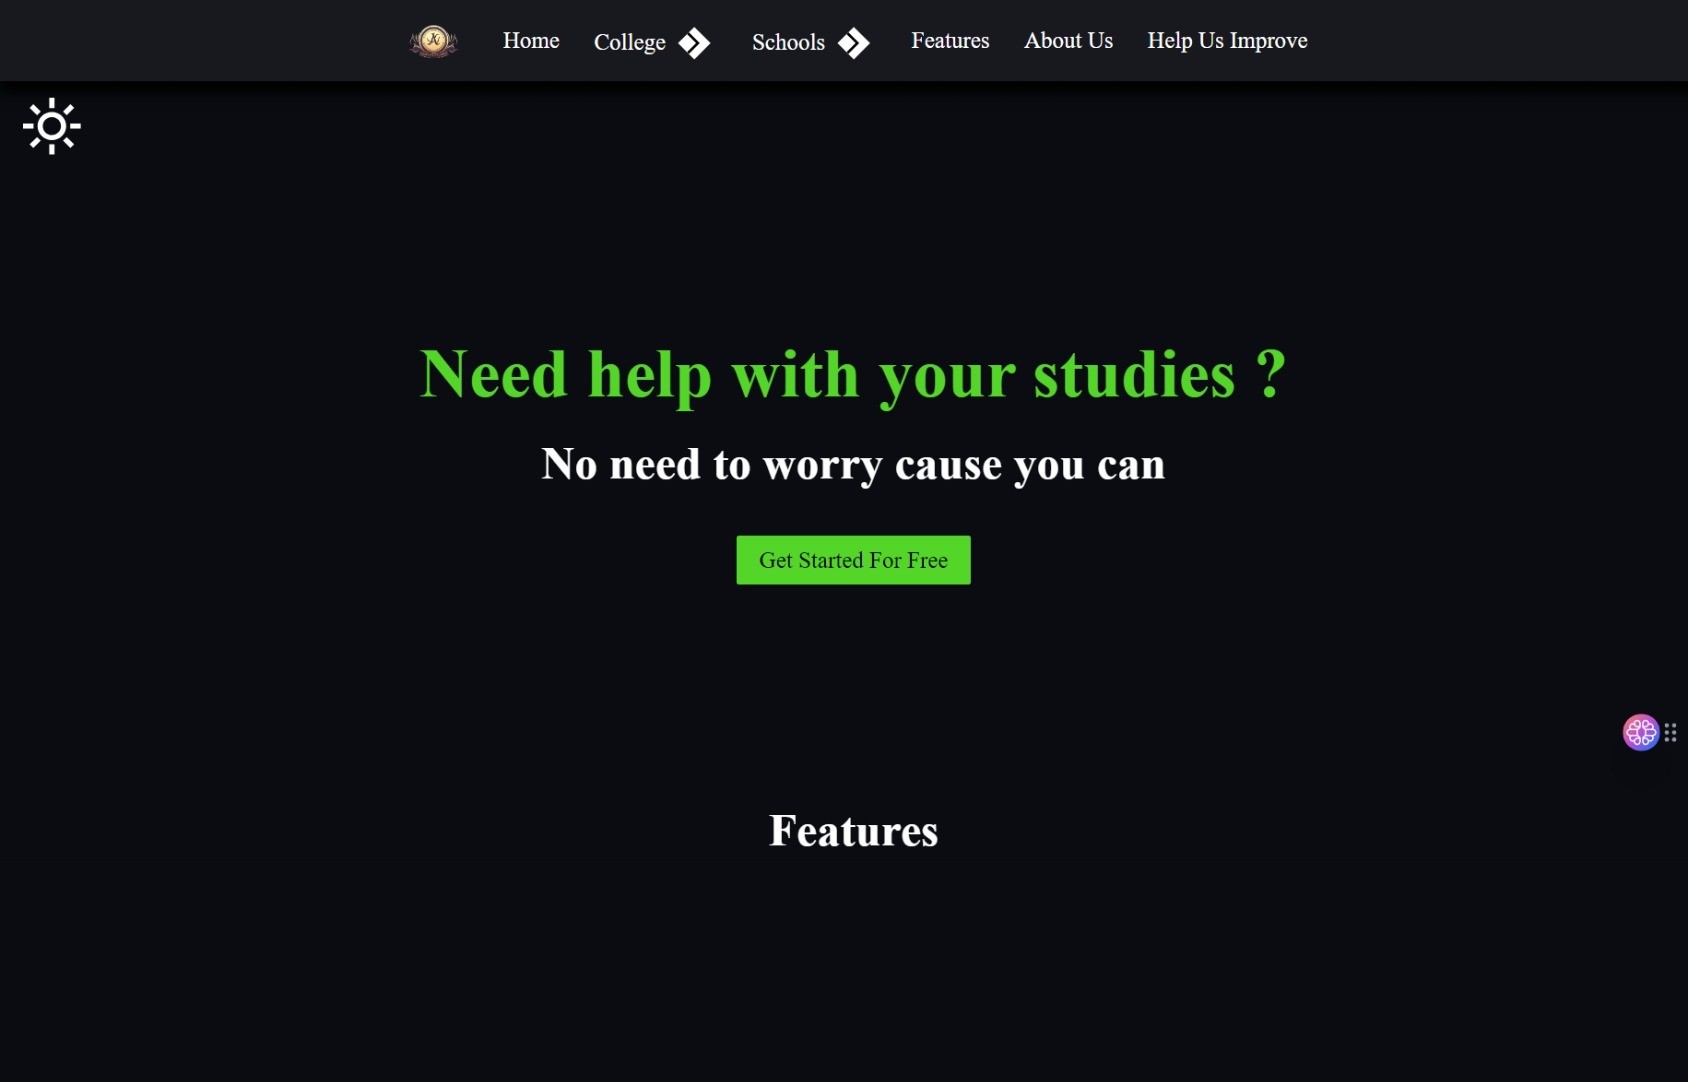 Home
College
Schools
Features
About Us
Help Us Improve
Need help with your studies ?
No need to worry cause you can
Get Started For Free
Features